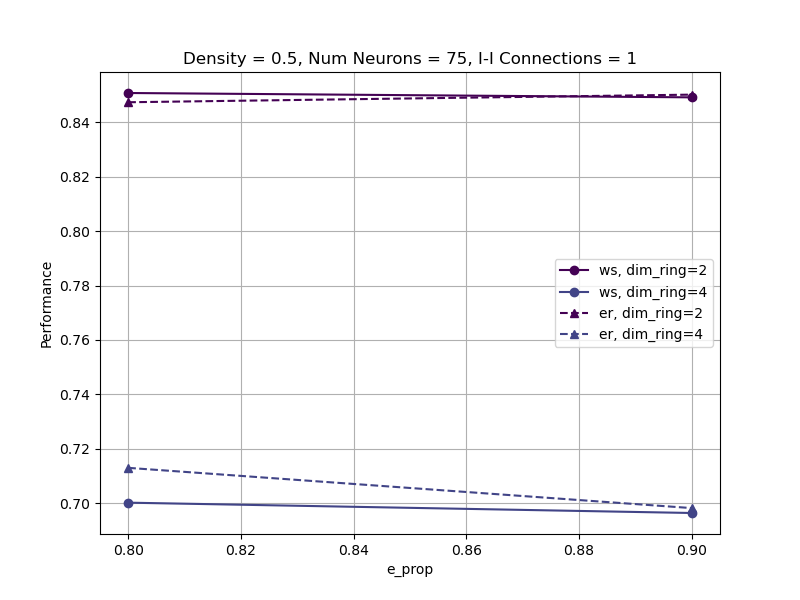 Density = 0.5, Num Neurons = 75, I-I Connections = 1
Performance
0.84
0.82
0.80
0.78
0.76
0.74
0.72
0.70
ws, dim_ring=2
ws, dim_ring=4
er, dim_ring=2
er, dim_ring=4
0.80 0.82 0.84 0.86 0.88 0.90
e_prop